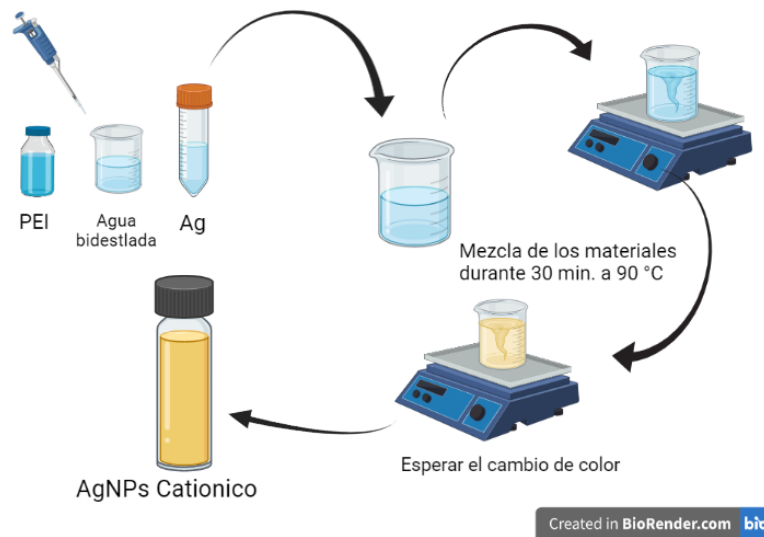 PEI
Agua
bidestlada
Ag
Mezcla de los materiales
durante 30 min. a 90 °C
Esperar el cambio de color
AgNPs Cationico
Created in BioRender.com